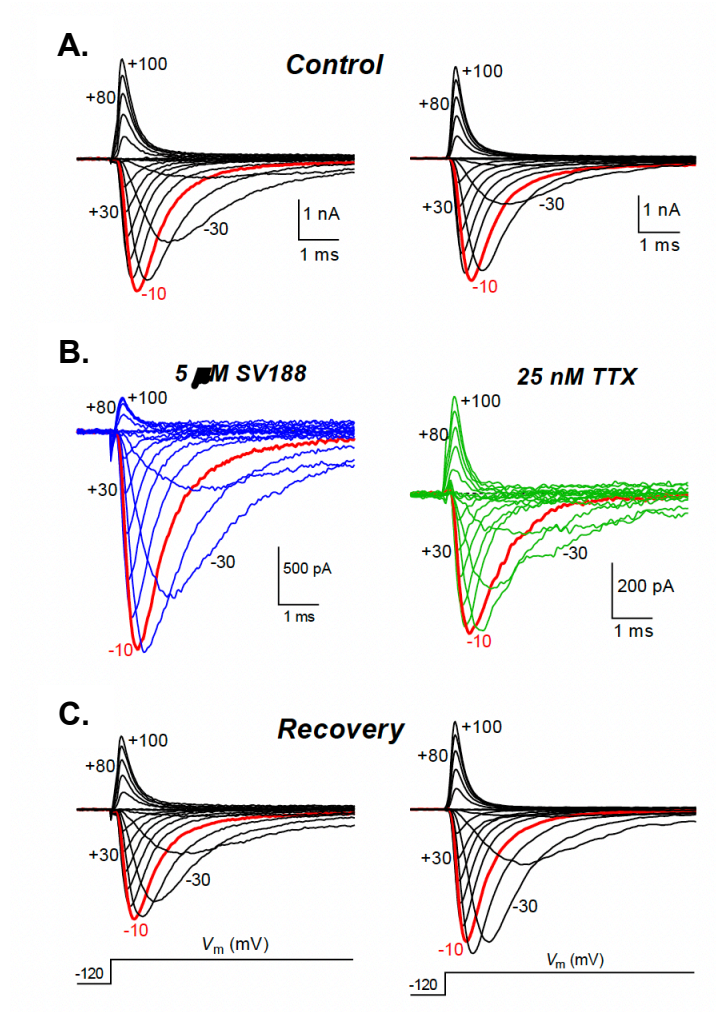 A.
Control
+100
+80
+30
-30
-10
1 nA
1 ms
+100
+80
+30
-30
-10
1 nA
1 ms
B.
5 μM SV188
+100
+80
+30
-30
-10
500 pA
1 ms
25 nM TTX
+100
+80
+30
-30
-10
200 pA
1 ms
C.
Recovery
+100
+80
+30
-30
-10
Vm (mV)
-120
+100
+80
+30
-30
-10
Vm (mV)
-120